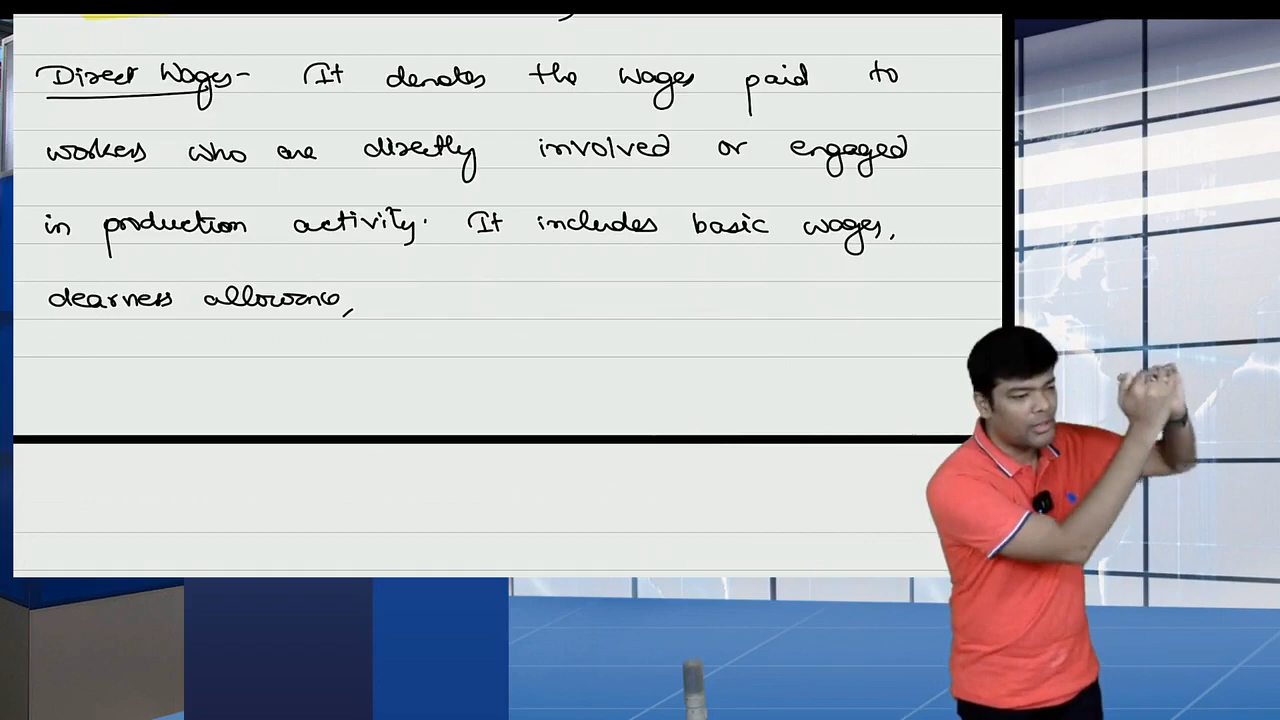 Direct Wages- It denotes the wages paid to
workers who are directly involved or engaged
in production activity. It includes basic wages,
dearness allowance,